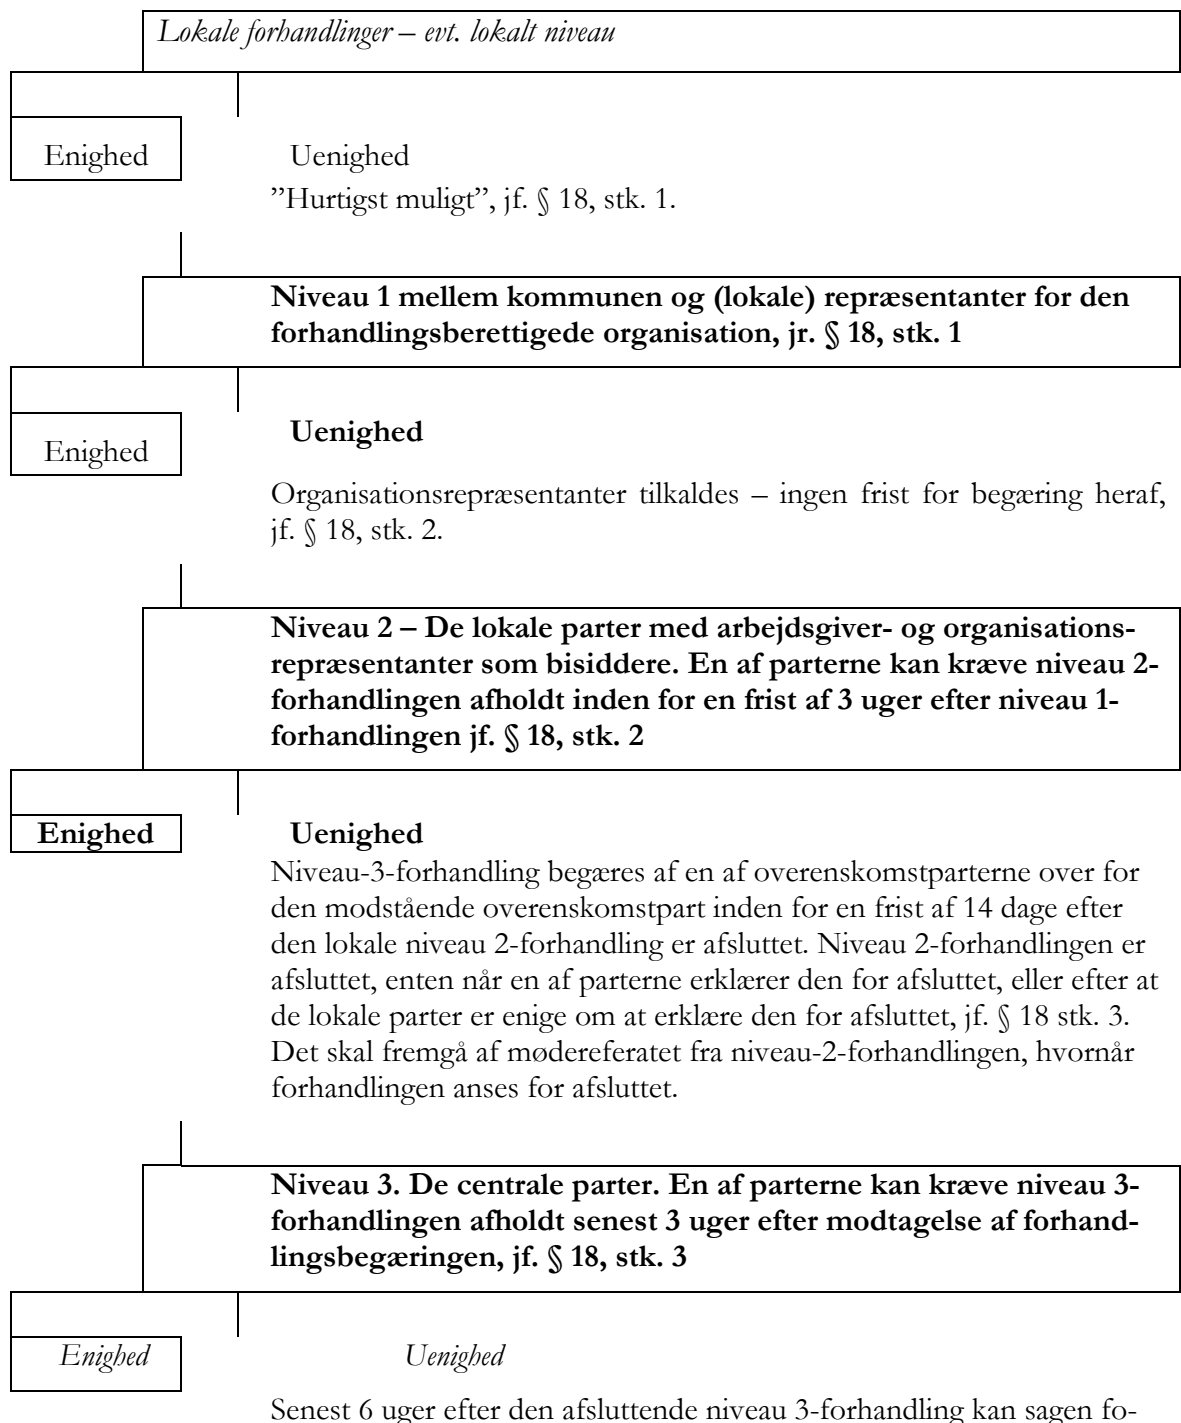 Lokale forhandlinger – evt. lokalt niveau
Enighed
Uenighed
”Hurtigst muligt”, jf. § 18, stk. 1.
Niveau 1 mellem kommunen og (lokale) repræsentanter for den
forhandlingsberettigede organisation, jr. § 18, stk. 1
Enighed
Uenighed
Organisationsrepræsentanter tilkaldes – ingen frist for begæring heraf,
jf. § 18, stk. 2.
Niveau 2 – De lokale parter med arbejdsgiver- og organisations-
repræsentanter som bisiddere. En af parterne kan kræve niveau 2-
forhandlingen afholdt inden for en frist af 3 uger efter niveau 1-
forhandlingen jf. § 18, stk. 2
Enighed
Uenighed
Niveau-3-forhandling begæres af en af overenskomstparterne over for
den modstående overenskomstpart inden for en frist af 14 dage efter
den lokale niveau 2-forhandling er afsluttet. Niveau 2-forhandlingen er
afsluttet, enten når en af parterne erklærer den for afsluttet, eller efter at
de lokale parter er enige om at erklære den for afsluttet, jf. § 18 stk. 3.
Det skal fremgå af mødereferatet fra niveau-2-forhandlingen, hvornår
forhandlingen anses for afsluttet.
Niveau 3. De centrale parter. En af parterne kan kræve niveau 3-
forhandlingen afholdt senest 3 uger efter modtagelse af forhand-
lingsbegæringen, jf. § 18, stk. 3
Enighed
Uenighed
Senest 6 uger efter den afsluttende niveau 3-forhandling kan sagen fo-